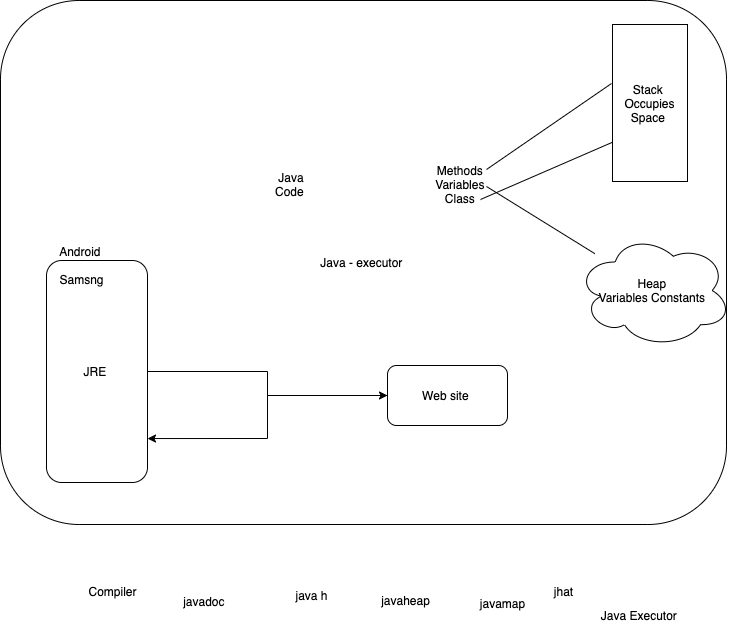 Stack
Occupies
Space
Java
Code
Methods
Variables
Class
Android
Java - executor
Samsng
Heap
Variables Constants
JRE
Web site
Compiler
javadoc
java h
javaheap
javamap
jhat
Java Executor